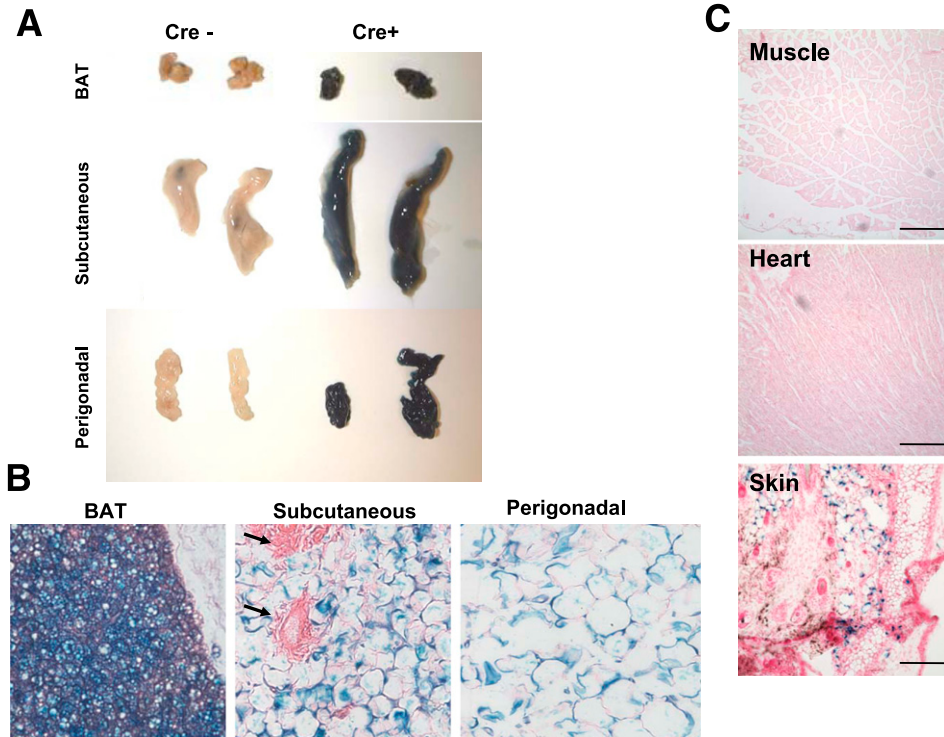 A
Cre -
Cre+
BAT
Subcutaneous
Perigonadal
B
BAT
Subcutaneous
Perigonadal
C
Muscle
Heart
Skin